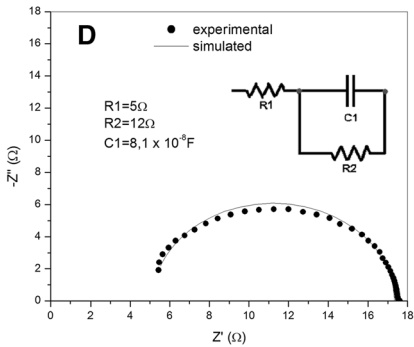 D
experimental
simulated
R1=5Ω
R2=12Ω
C1=8,1 x 10⁻⁸F
R1
C1
R2
-Z'' (Ω)
-18
-16
-14
-12
-10
-8
-6
-4
-2
0
0 2 4 6 8 10 12 14 16 18
Z' (Ω)